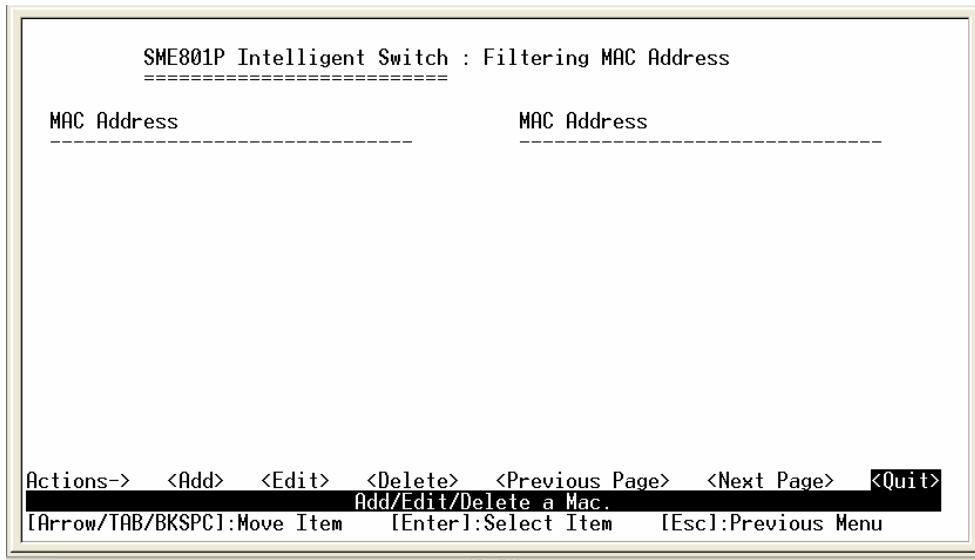 SME801P Intelligent Switch : Filtering MAC Address
==========================
MAC Address MAC Address
------------------------------- -------------------------------
Actions-> <Add> <Edit> <Delete> <Previous Page> <Next Page> <Quit>
Add/Edit/Delete a Mac.
[Arrow/TAB/BKSPC]:Move Item [Enter]:Select Item [Esc]:Previous Menu